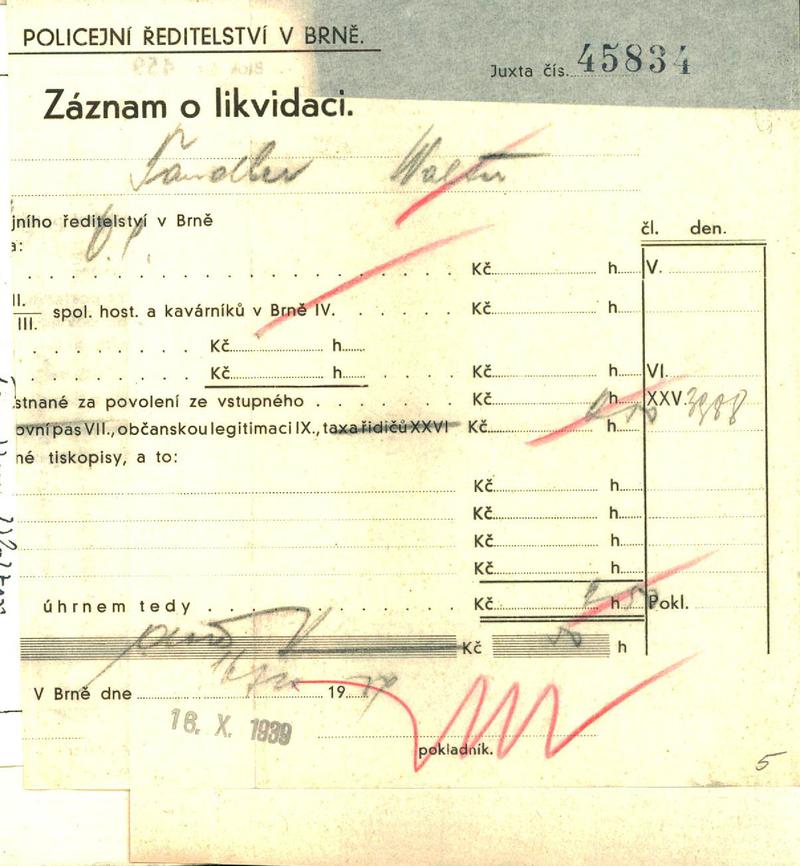 POLICEJNÍ ŘEDITELSTVÍ V BRNĚ.
Juxta čís. 45834
Záznam o likvidaci.
Walter
jního ředitelství v Brně
čl. den.
a:
Kč h. V.
II.
III. spol. host. a kavárníků v Brně IV. Kč h.
Kč h.
Kč h. Kč h. VI.
stnané za povolení ze vstupného Kč h. XXV. 3988
ovní pas VII., občanskou legitimaci IX., taxa řidičů XXVI Kč h.
né tiskopisy, a to:
Kč h.
Kč h.
Kč h.
Kč h.
úhrnem tedy Kč h. Pokl.
Kč h
V Brně dne 19
16. X. 1939
pokladník.
5